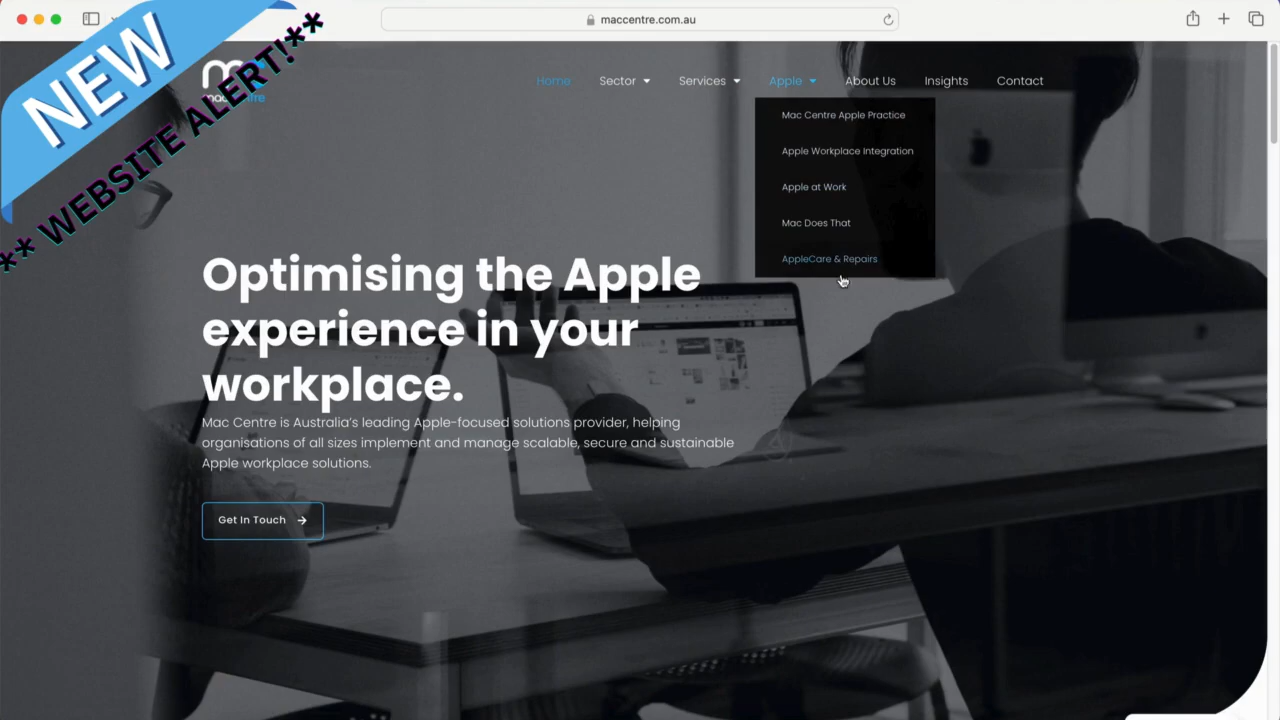 maccentre.com.au
NEW
** WEBSITE ALERT!**
Home Sector Services Apple About Us Insights Contact
Mac Centre Apple Practice
Apple Workplace Integration
Apple at Work
Mac Does That
AppleCare & Repairs
Optimising the Apple
experience in your
workplace.
Mac Centre is Australia's leading Apple-focused solutions provider, helping
organisations of all sizes implement and manage scalable, secure and sustainable
Apple workplace solutions.
Get In Touch